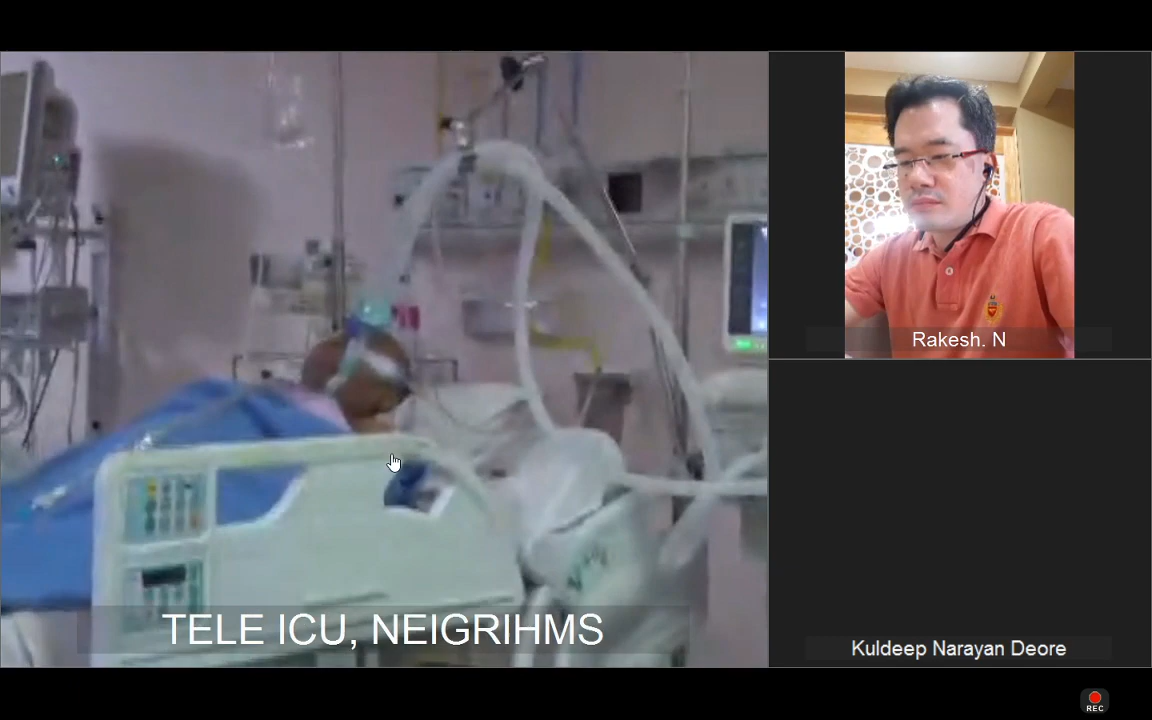 TELE ICU, NEIGRIHMS
Rakesh. N
Kuldeep Narayan Deore
REC